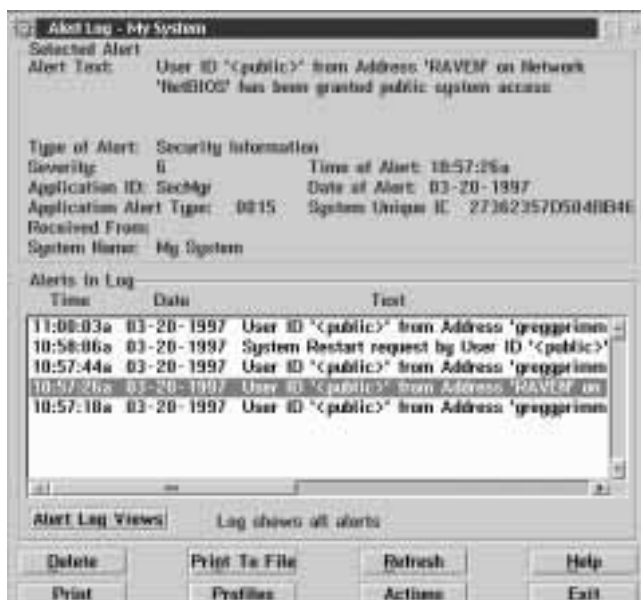 Alert Log - My System
Selected Alert
Alert Text: User ID '<public>' from Address 'RAVEN' on Network
'NetBIOS' has been granted public system access
Type of Alert: Security Information
Severity: 6 Time of Alert: 10:57:26a
Application ID: SecMgr Date of Alert: 03-20-1997
Application Alert Type: 0015 System Unique ID:
Received From:
System Name: My System
Alerts in Log
Time Date Text
11:00:03a 03-20-1997 User ID '<public>' from Address 'greggprimm
10:58:06a 03-20-1997 System Restart request by User ID '<public>'
10:57:44a 03-20-1997 User ID '<public>' from Address 'greggprimm
10:57:26a 03-20-1997 User ID '<public>' from Address 'RAVEN' on
10:57:10a 03-20-1997 User ID '<public>' from Address 'greggprimm
Alert Log Views Log shows all alerts
Delete Print To File Refresh Help
Print Profiles Actions Exit